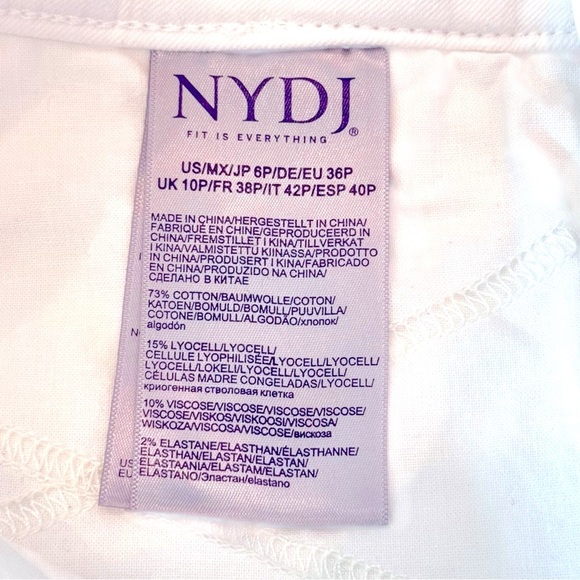 NYDJ®
FIT IS EVERYTHING
US/MX/JP 6P/DE/EU 36P
UK 10P/FR 38P/IT 42P/ESP 40P
MADE IN CHINA/HERGESTELLT IN CHINA/
FABRIQUÉ EN CHINE/GEPRODUCEERD IN
CHINA/FREMSTILLET I KINA/TILLVERKAT
I KINA/VALMISTETTU KIINASSA/PRODOTTO
IN CHINA/PRODUSERT I KINA/FABRICADO
EN CHINA/PRODUZIDO NA CHINA/
СДЕЛАНО В КИТАЕ
73% COTTON/BAUMWOLLE/COTON/
KATOEN/BOMULD/BOMULL/PUUVILLA/
COTONE/BOMULL/ALGODÃO/хлопок/
algodón
15% LYOCELL/LYOCELL/
CELLULE LYOPHILISÉE/LYOCELL/LYOCELL/
LYOCELL/LOKELI/LYOCELL/LYOCELL/
CÉLULAS MADRE CONGELADAS/LYOCELL/
криогенная стволовая клетка
10% VISCOSE/VISCOSE/VISCOSE/VISCOSE/
VISCOSE/VISKOS/VISKOOSI/VISCOSA/
WISKOZA/VISCOSA/VISCOSE/вискоза
2% ELASTANE/ELASTHAN/ÉLASTHANNE/
ELASTHAN/ELASTAN/ELASTAN/
ELASTAANIA/ELASTAM/ELASTAN/
ELASTANO/Эластан/elastano
US
EU